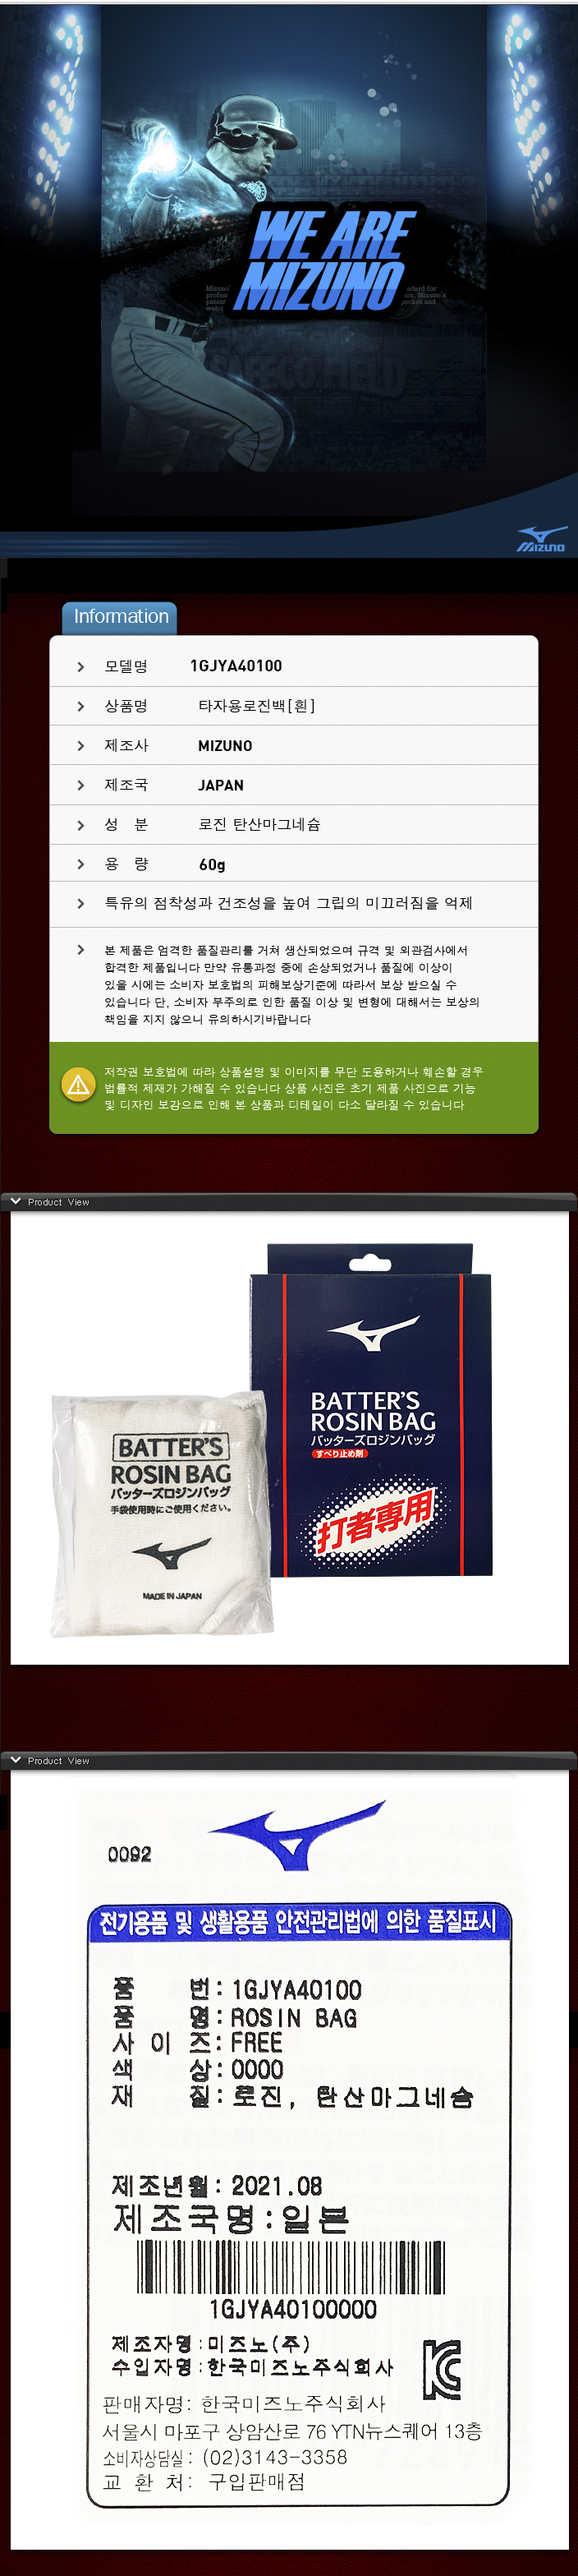 WE ARE
MIZUNO
SAFECO FIELD
MIZUNO
Information
모델명 1GJYA40100
상품명 타자용로진백[흰]
제조사 MIZUNO
제조국 JAPAN
성 분 로진 탄산마그네슘
용 량 60g
특유의 점착성과 건조성을 높여 그립의 미끄러짐을 억제
본 제품은 엄격한 품질관리를 거쳐 생산되었으며 규격 및 외관검사에서
합격한 제품입니다 만약 유통과정 중에 손상되었거나 품질에 이상이
있을 시에는 소비자 보호법의 피해보상기준에 따라서 보상 받으실 수
있습니다 단, 소비자 부주의로 인한 품질 이상 및 변형에 대해서는 보상의
책임을 지지 않으니 유의하시기바랍니다
저작권 보호법에 따라 상품설명 및 이미지를 무단 도용하거나 훼손할 경우
법률적 제재가 가해질 수 있습니다 상품 사진은 초기 제품 사진으로 기능
및 디자인 보강으로 인해 본 상품과 디테일이 다소 달라질 수 있습니다
Product View
BATTER'S
ROSIN BAG
バッターズロジンバッグ
すべり止め剤
打者専用
BATTER'S
ROSIN BAG
バッターズロジンバッグ
手袋使用時にご使用ください。
MADE IN JAPAN
Product View
0092
전기용품 및 생활용품 안전관리법에 의한 품질표시
품 번: 1GJYA40100
품 명: ROSIN BAG
사 이 즈: FREE
색 상: 0000
재 질: 로진, 탄산마그네슘
제조년월: 2021.08
제조국명: 일본
1GJYA40100000
제조자명: 미즈노(주)
수입자명: 한국미즈노주식회사
판매자명: 한국미즈노주식회사
서울시 마포구 상암산로 76 YTN뉴스퀘어 13층
소비자상담실: (02)3143-3358
교 환 처: 구입판매점